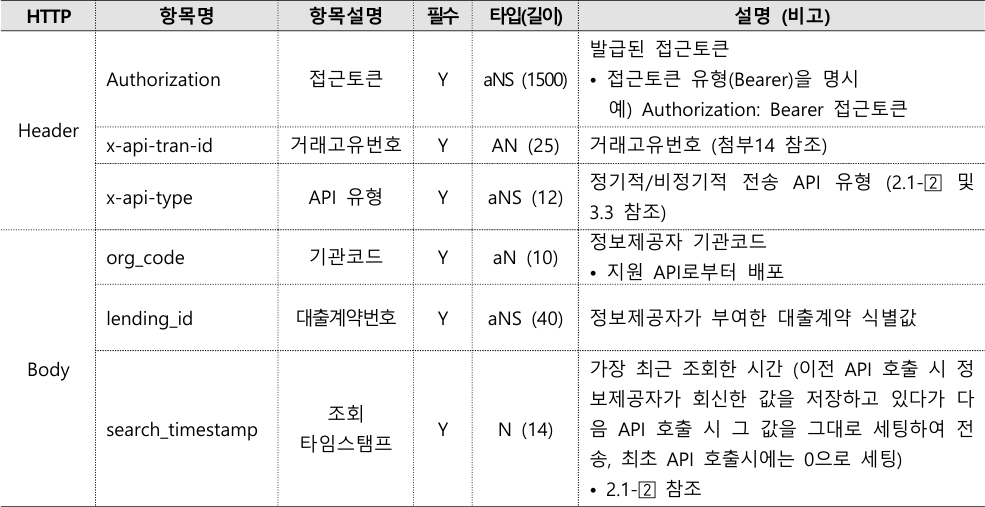 HTTP 항목명 항목설명 필수 타입(길이) 설명 (비고)
Header
Authorization 접근토큰 Y aNS (1500) 발급된 접근토큰
• 접근토큰 유형(Bearer)을 명시
예) Authorization: Bearer 접근토큰
x-api-tran-id 거래고유번호 Y AN (25) 거래고유번호 (첨부14 참조)
x-api-type API 유형 Y aNS (12) 정기적/비정기적 전송 API 유형 (2.1-2 및
3.3 참조)
Body
org_code 기관코드 Y aN (10) 정보제공자 기관코드
• 지원 API로부터 배포
lending_id 대출계약번호 Y aNS (40) 정보제공자가 부여한 대출계약 식별값
search_timestamp 조회
타임스탬프 Y N (14) 가장 최근 조회한 시간 (이전 API 호출 시 정
보제공자가 회신한 값을 저장하고 있다가 다
음 API 호출 시 그 값을 그대로 세팅하여 전
송, 최초 API 호출시에는 0으로 세팅)
• 2.1-2 참조